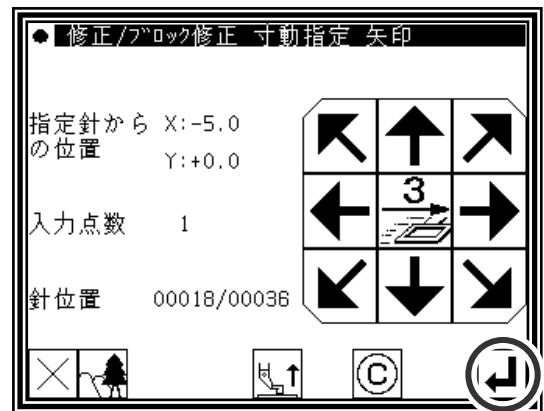 ● 修正/ブロック修正 寸動指定 矢印
指定針から X:-5.0
の位置 Y:+0.0
3
入力点数 1
針位置 00018/00036
C